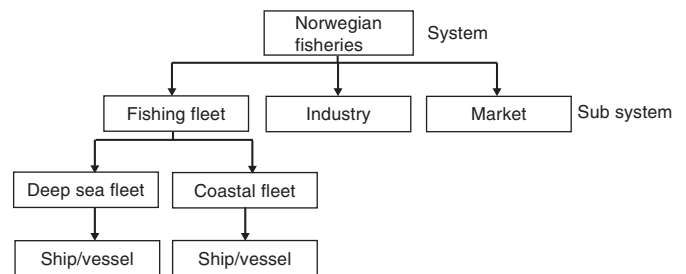 Norwegian
fisheries
System
Fishing fleet
Industry
Market
Sub system
Deep sea fleet
Coastal fleet
Ship/vessel
Ship/vessel